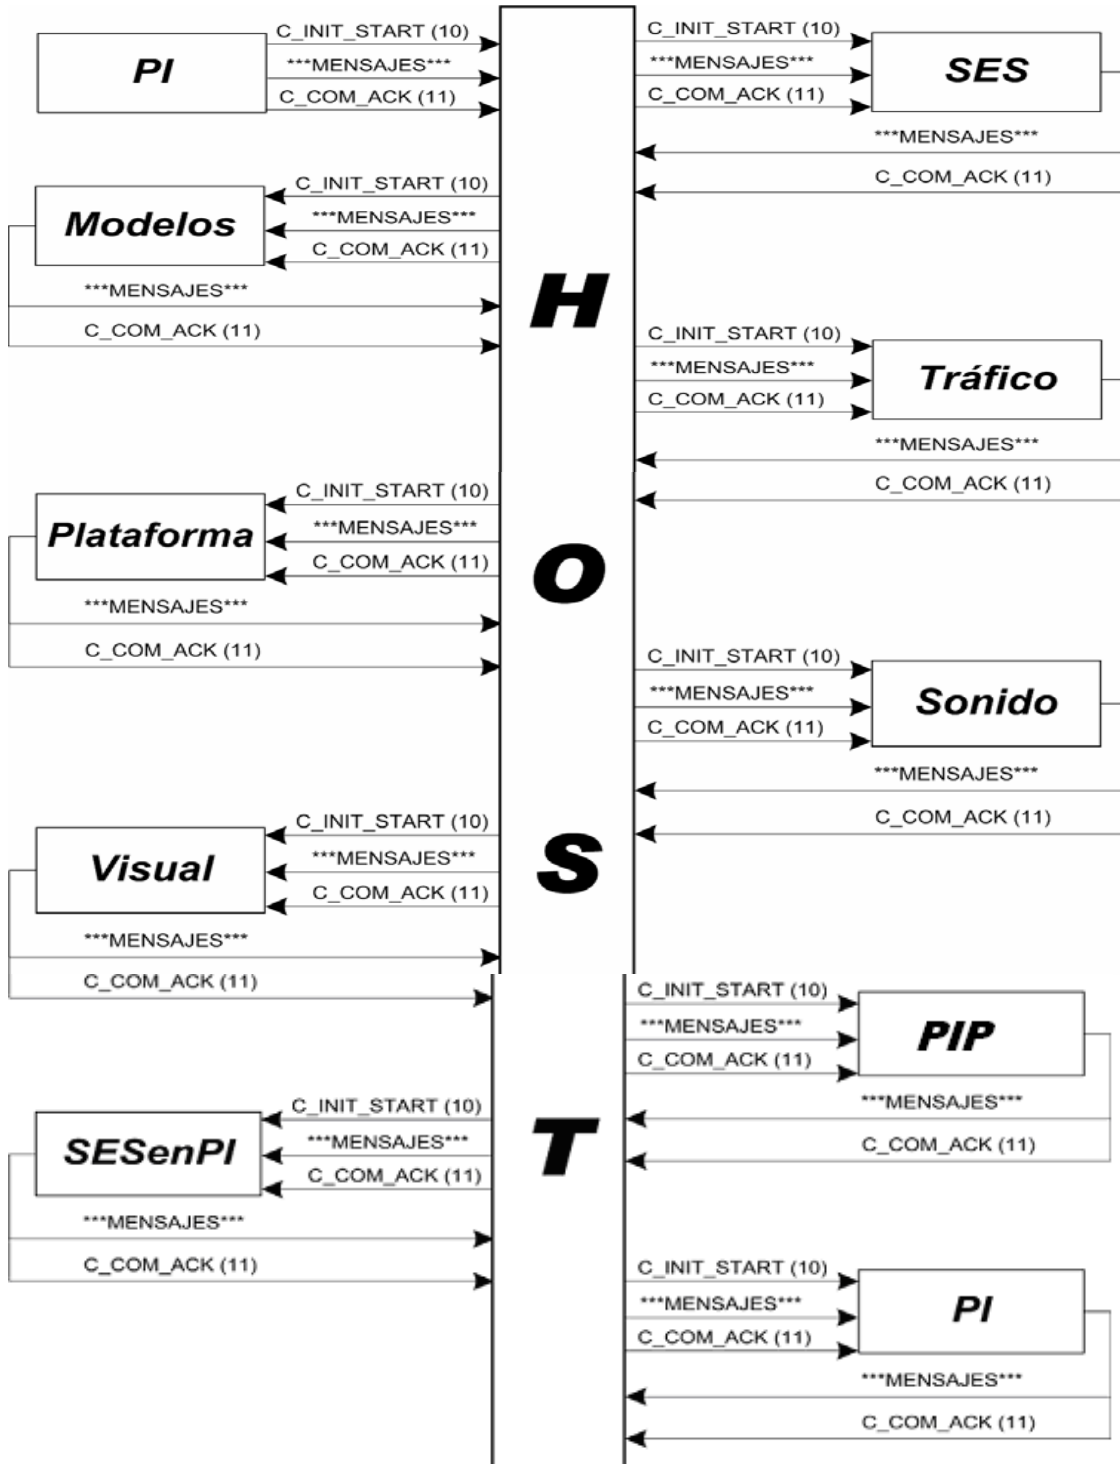 C_INIT_START (10)
***MENSAJES***
C_COM_ACK (11)
PI
C_INIT_START (10)
***MENSAJES***
C_COM_ACK (11)
SES
***MENSAJES***
C_COM_ACK (11)
C_INIT_START (10)
***MENSAJES***
C_COM_ACK (11)
Modelos
***MENSAJES***
C_COM_ACK (11)
H
C_INIT_START (10)
***MENSAJES***
C_COM_ACK (11)
Tráfico
***MENSAJES***
C_COM_ACK (11)
C_INIT_START (10)
***MENSAJES***
C_COM_ACK (11)
Plataforma
***MENSAJES***
C_COM_ACK (11)
O
C_INIT_START (10)
***MENSAJES***
C_COM_ACK (11)
Sonido
***MENSAJES***
C_COM_ACK (11)
C_INIT_START (10)
***MENSAJES***
C_COM_ACK (11)
Visual
***MENSAJES***
C_COM_ACK (11)
S
C_INIT_START (10)
***MENSAJES***
C_COM_ACK (11)
PIP
***MENSAJES***
C_COM_ACK (11)
C_INIT_START (10)
***MENSAJES***
C_COM_ACK (11)
SESenPI
***MENSAJES***
C_COM_ACK (11)
T
C_INIT_START (10)
***MENSAJES***
C_COM_ACK (11)
PI
***MENSAJES***
C_COM_ACK (11)